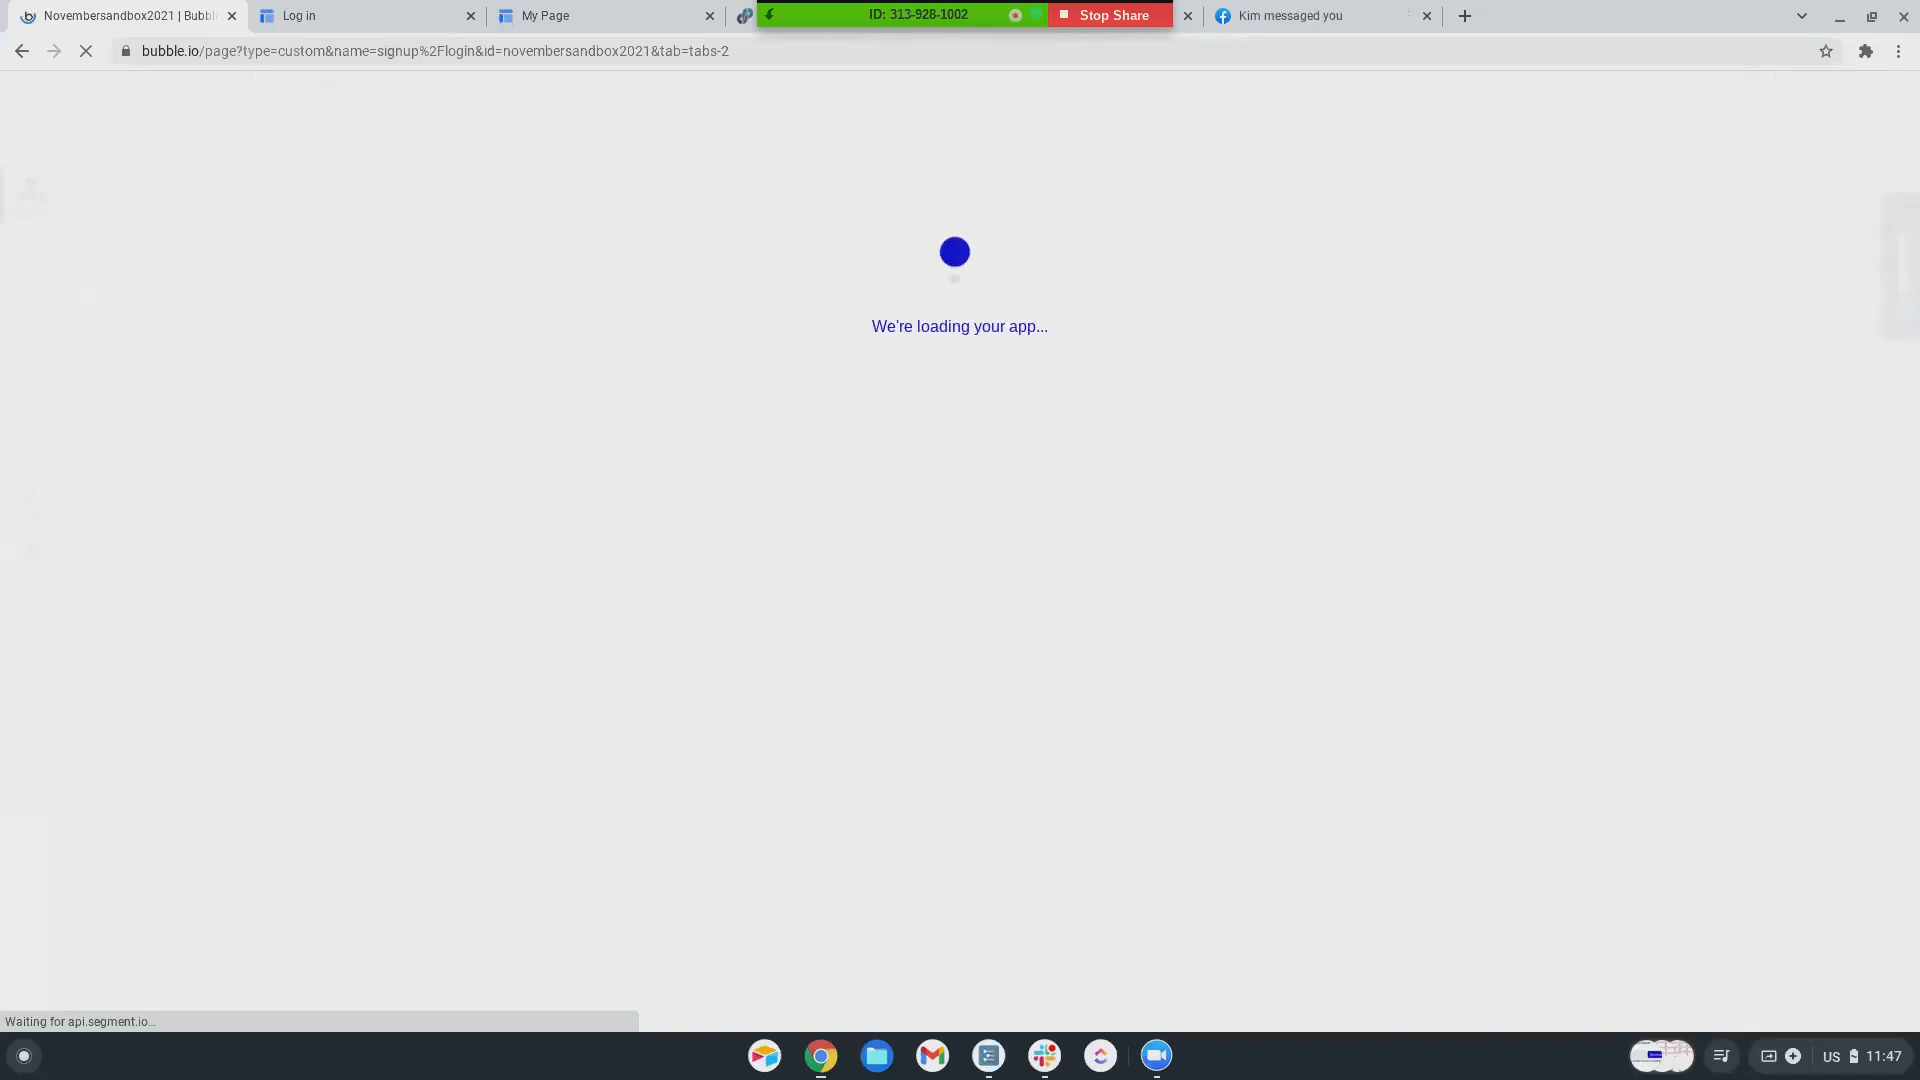 Novembersandbox2021 | Bubbl
Log in
My Page
ID: 313-928-1002
Stop Share
Kim messaged you
bubble.io/page?type=custom&name=signup%2Flogin&id=novembersandbox2021&tab=tabs-2
We're loading your app...
Waiting for api.segment.io...
US
11:47